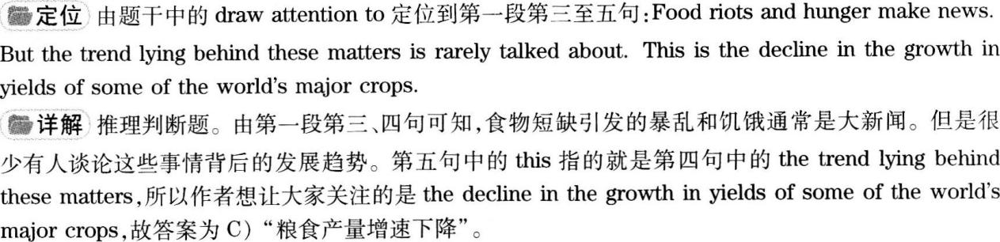 定位 由题干中的 draw attention to 定位到第一段第三至五句:Food riots and hunger make news.
But the trend lying behind these matters is rarely talked about. This is the decline in the growth in
yields of some of the world's major crops.
详解 推理判断题。由第一段第三、四句可知,食物短缺引发的暴乱和饥饿通常是大新闻。但是很
少有人谈论这些事情背后的发展趋势。第五句中的 this 指的就是第四句中的 the trend lying behind
these matters,所以作者想让大家关注的是 the decline in the growth in yields of some of the world's
major crops,故答案为 C)“粮食产量增速下降”。